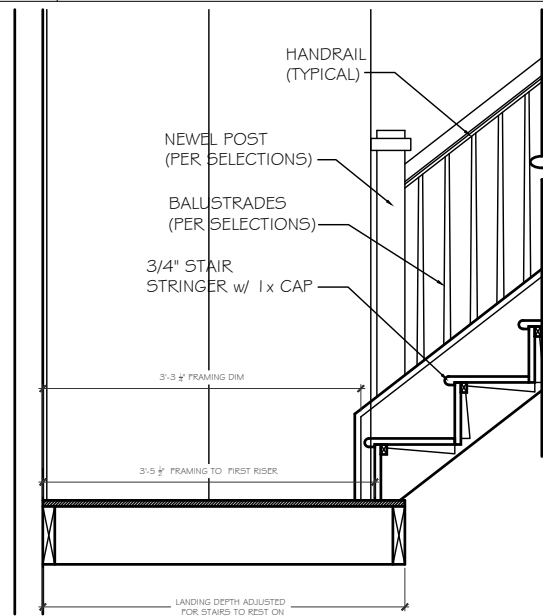 HANDRAIL
(TYPICAL)
NEWEL POST
(PER SELECTIONS)
BALUSTRADES
(PER SELECTIONS)
3/4" STAIR
STRINGER w/ 1x CAP
3'-3 1/2" FRAMING DIM
3'-5 1/2" FRAMING TO FIRST RISER
LANDING DEPTH ADJUSTED
FOR STAIRS TO REST ON